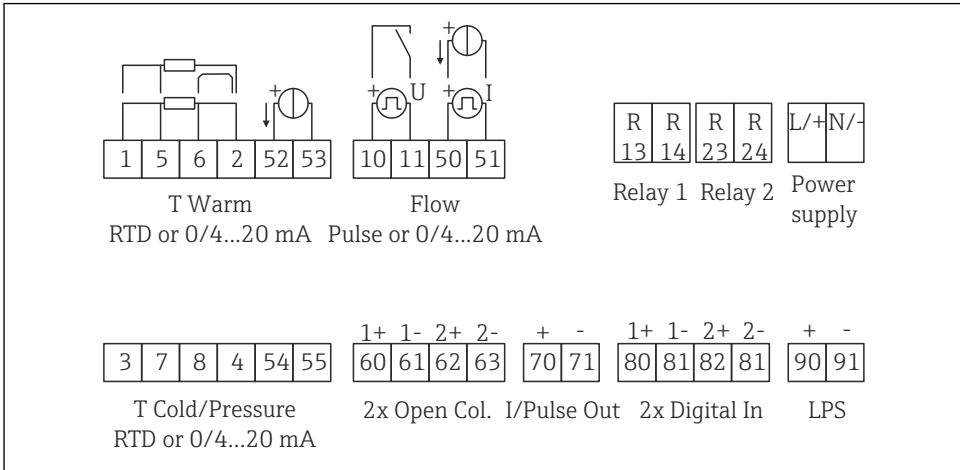 +
+ U + I
+
1 5 6 2 52 53
10 11 50 51
R R R R L/+ N/-
13 14 23 24
T Warm
RTD or 0/4...20 mA
Flow
Pulse or 0/4...20 mA
Relay 1 Relay 2 Power
supply
1+ 1- 2+ 2- + - 1+ 1- 2+ 2- + -
3 7 8 4 54 55 60 61 62 63 70 71 80 81 82 81 90 91
T Cold/Pressure
RTD or 0/4...20 mA
2x Open Col. I/Pulse Out 2x Digital In LPS